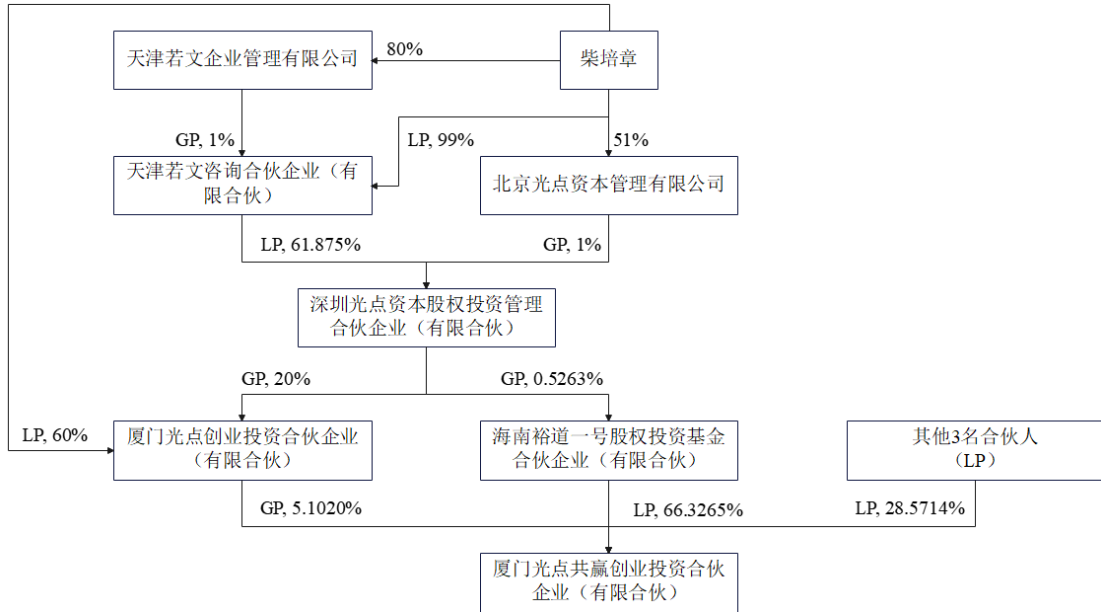 天津若文企业管理有限公司
80%
柴培章
GP, 1%
LP, 99%
51%
天津若文咨询合伙企业（有
限合伙）
北京光点资本管理有限公司
LP, 61.875%
GP, 1%
深圳光点资本股权投资管理
合伙企业（有限合伙）
GP, 20%
GP, 0.5263%
LP, 60%
厦门光点创业投资合伙企业
（有限合伙）
海南裕道一号股权投资基金
合伙企业（有限合伙）
其他3名合伙人
（LP）
GP, 5.1020%
LP, 66.3265%
LP, 28.5714%
厦门光点共赢创业投资合伙
企业（有限合伙）